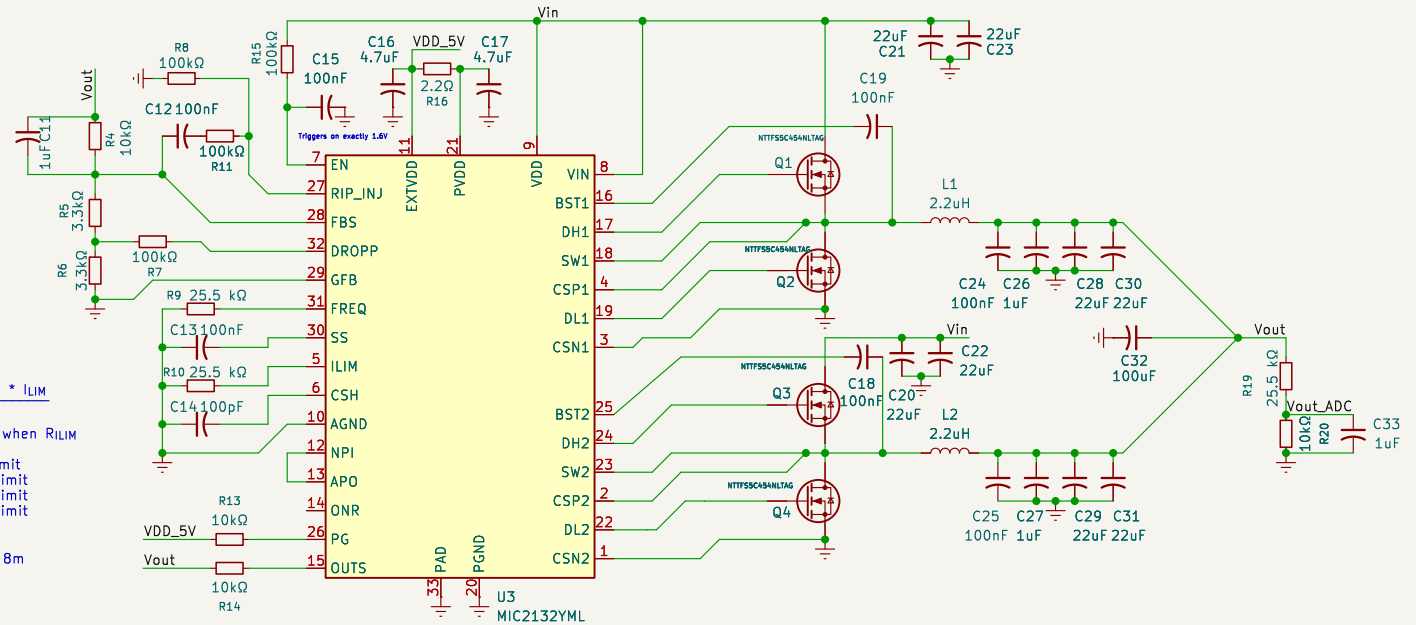 Vin
R8
100kΩ
R15
100kΩ
C15
100nF
C16
4.7uF
VDD_5V
C17
4.7uF
2.2Ω
R16
22uF
C21
22uF
C23
C19
100nF
Vout
C12 100nF
C11
1uF
R4
10kΩ
100kΩ
R11
Triggers on exactly 1.6V
NTTFS5C454NLTAG
Q1
R5
3.3kΩ
R6
3.3kΩ
100kΩ
R7
R9 25.5 kΩ
C13 100nF
R10 25.5 kΩ
C14 100pF
7 EN
27 RIP_INJ
28 FBS
32 DROPP
29 GFB
31 FREQ
30 SS
5 ILIM
6 CSH
10 AGND
12 NPI
13 APO
14 ONR
26 PG
15 OUTS
11 EXTVDD
21 PVDD
9 VDD
33 PAD
20 PGND
VIN 8
BST1 16
DH1 17
SW1 18
CSP1 4
DL1 19
CSN1 3
BST2 25
DH2 24
SW2 23
CSP2 2
DL2 22
CSN2 1
L1
2.2uH
NTTFS5C454NLTAG
Q2
C24
100nF
C26
1uF
C28
22uF
C30
22uF
Vin
C22
22uF
C20
22uF
C18
100nF
NTTFS5C454NLTAG
Q3
C32
100uF
Vout
R19
25.5 kΩ
Vout_ADC
10kΩ
R20
C33
1uF
L2
2.2uH
NTTFS5C454NLTAG
Q4
C25
100nF
C27
1uF
C29
22uF
C31
22uF
* ILIM
when RILIM
mit
imit
imit
imit
8m
R13
10kΩ
VDD_5V
Vout
10kΩ
R14
U3
MIC2132YML